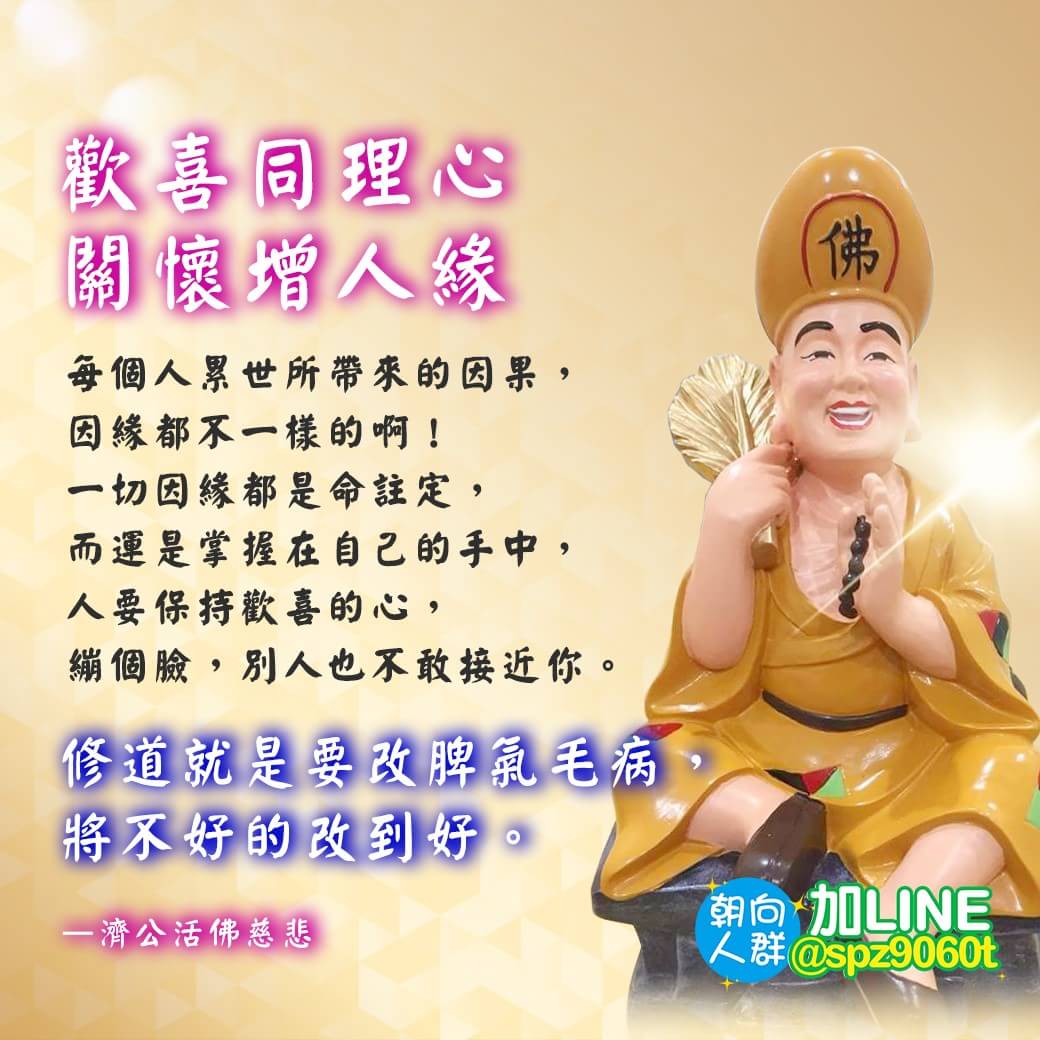 歡喜同理心
關懷增人緣
每個人累世所帶來的因果，
因緣都不一樣的啊！
一切因緣都是命註定，
而運是掌握在自己的手中，
人要保持歡喜的心，
繃個臉，別人也不敢接近你。
修道就是要改脾氣毛病，
將不好的改到好。
—濟公活佛慈悲
佛
朝向
人群
加LINE
@spz9060t